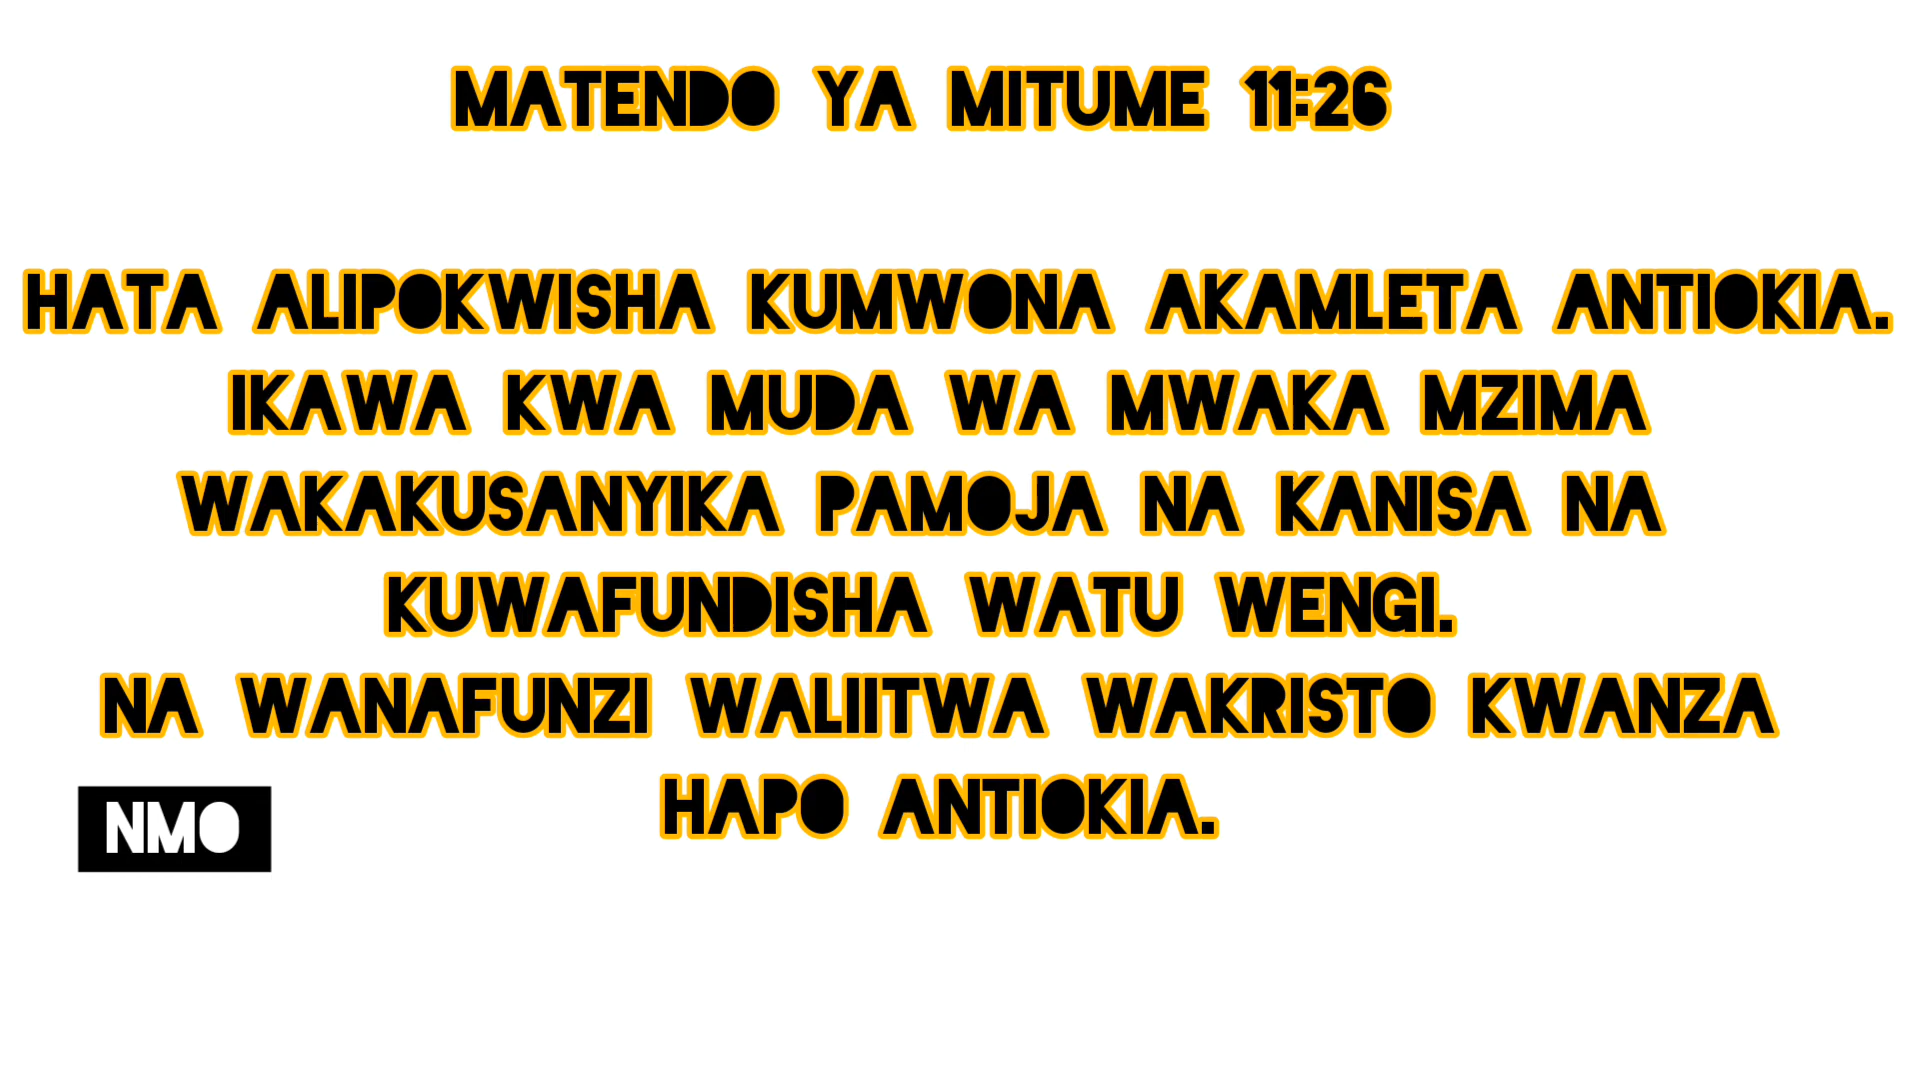 MATENDO YA MITUME 11:26
HATA ALIPOKWISHA KUMWONA AKAMLETA ANTIOKIA.
IKAWA KWA MUDA WA MWAKA MZIMA
WAKAKUSANYIKA PAMOJA NA KANISA NA
KUWAFUNDISHA WATU WENGI.
NA WANAFUNZI WALIITWA WAKRISTO KWANZA
HAPO ANTIOKIA.
NMO